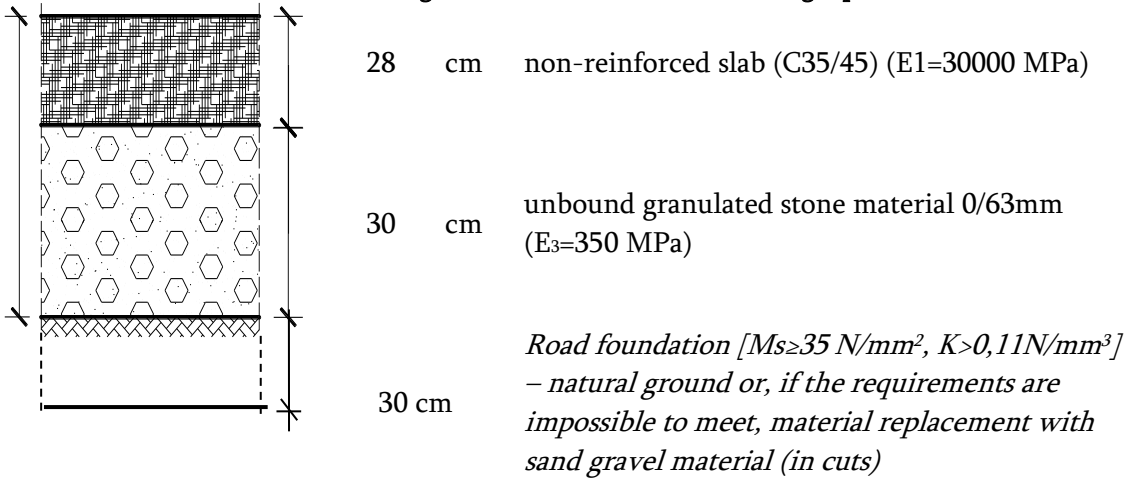 28 cm non-reinforced slab (C35/45) (E1=30000 MPa)
30 cm unbound granulated stone material 0/63mm
(E₃=350 MPa)
30 cm Road foundation [Ms≥35 N/mm², K>0,11N/mm³]
– natural ground or, if the requirements are
impossible to meet, material replacement with
sand gravel material (in cuts)